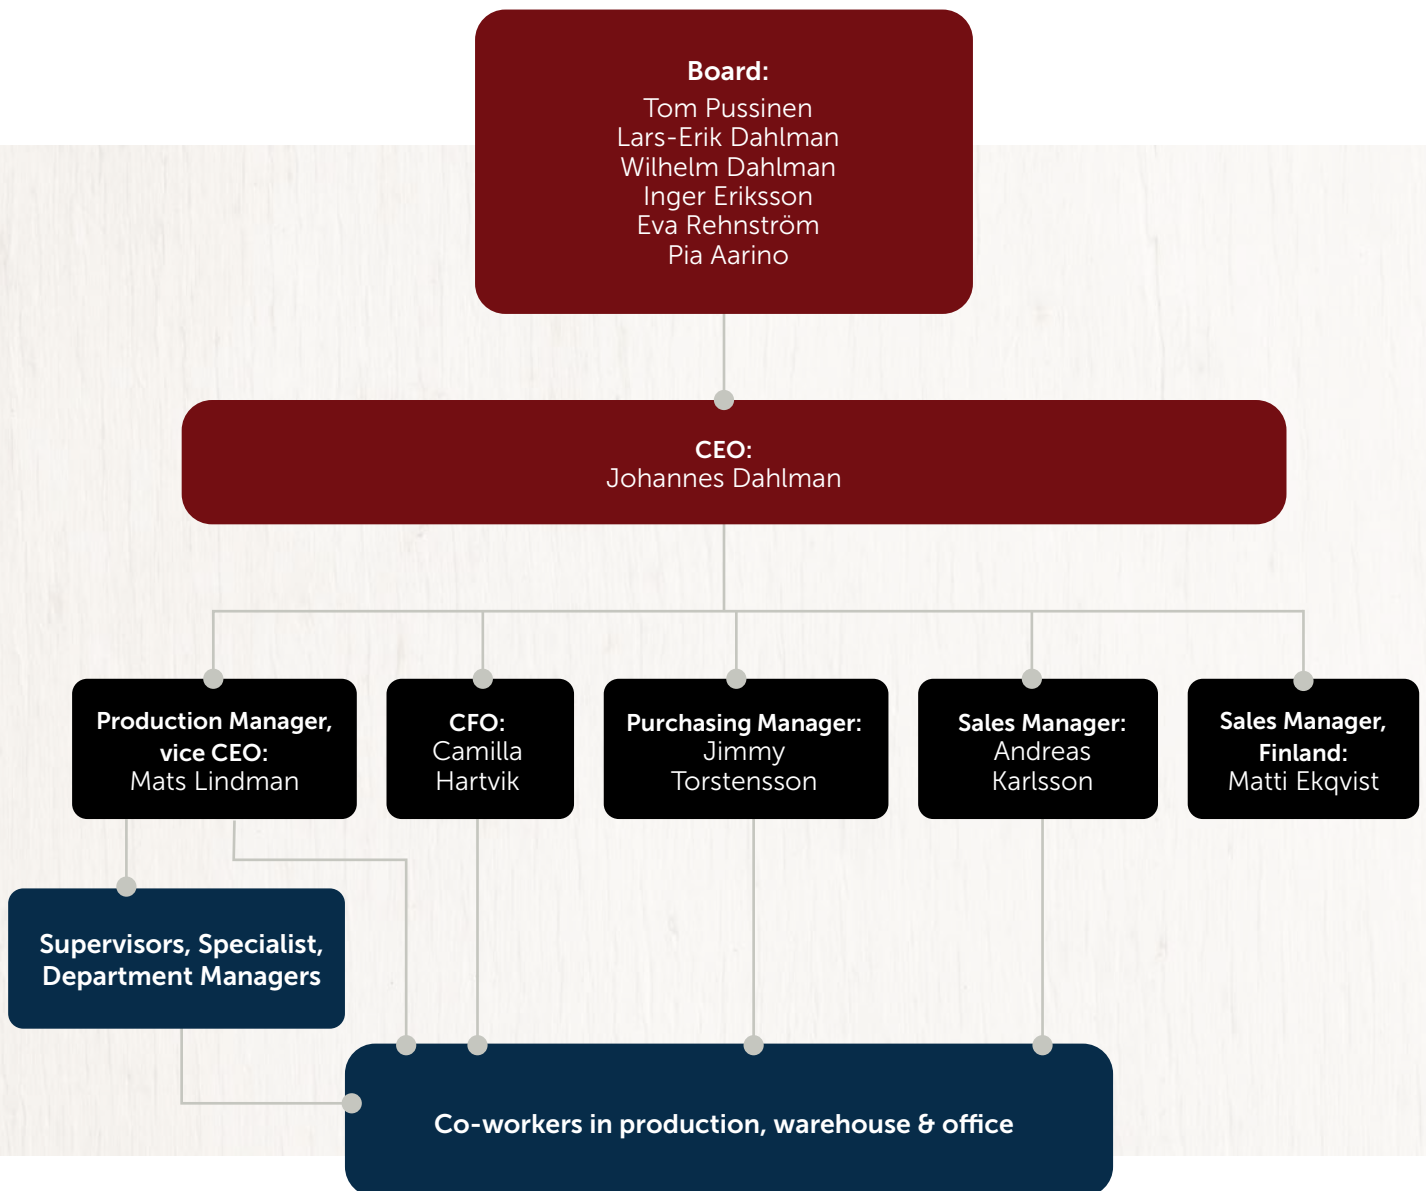 Board:
Tom Pussinen
Lars-Erik Dahlman
Wilhelm Dahlman
Inger Eriksson
Eva Rehnström
Pia Aarino
CEO:
Johannes Dahlman
Production Manager,
vice CEO:
Mats Lindman
CFO:
Camilla
Hartvik
Purchasing Manager:
Jimmy
Torstensson
Sales Manager:
Andreas
Karlsson
Sales Manager,
Finland:
Matti Ekqvist
Supervisors, Specialist,
Department Managers
Co-workers in production, warehouse & office